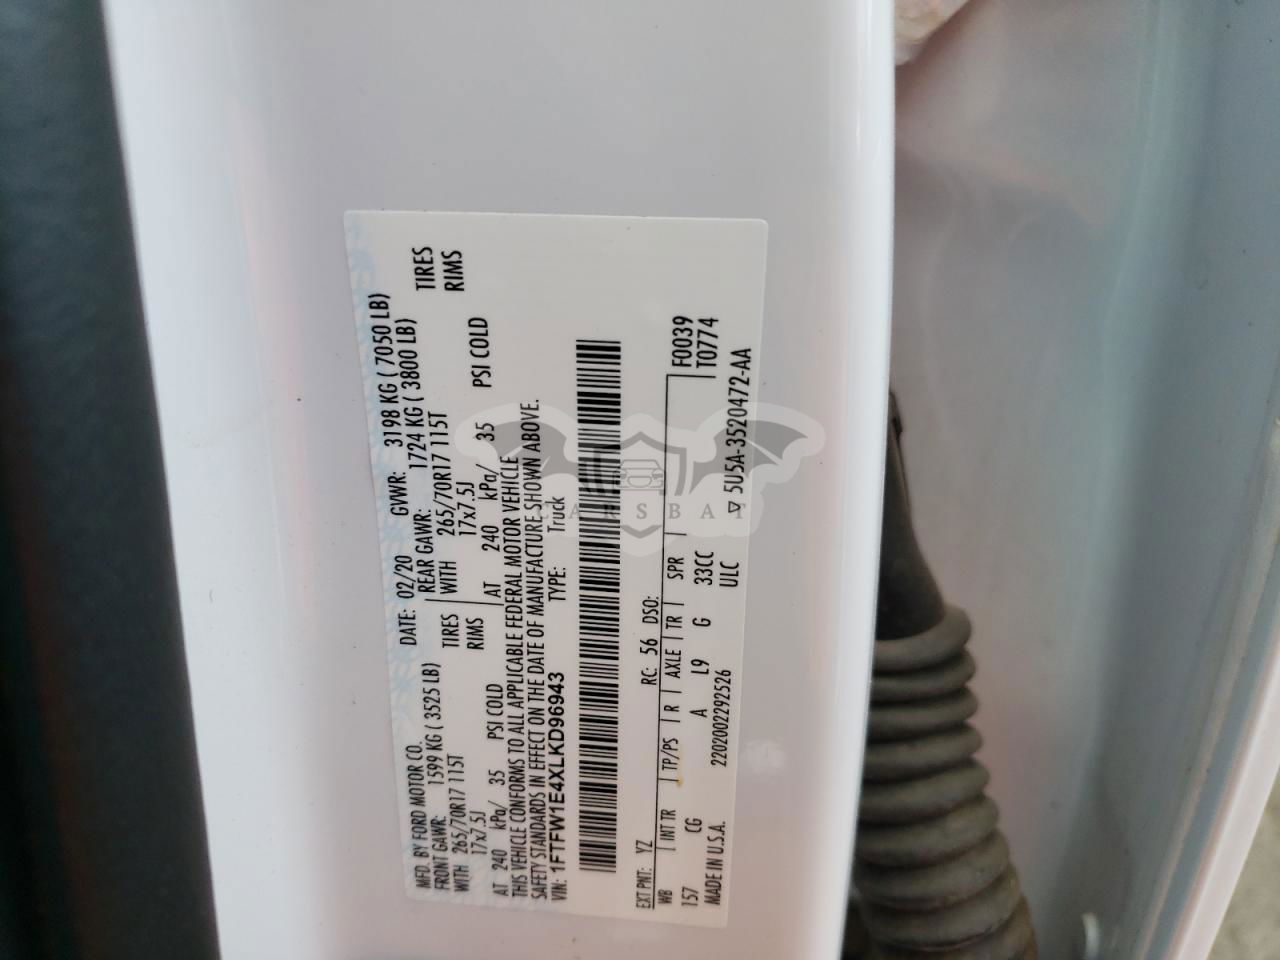 MFD. BY FORD MOTOR CO. DATE: 02/20 GVWR: 3198 KG ( 7050 LB)
FRONT GAWR: 1599 KG ( 3525 LB) REAR GAWR: 1724 KG ( 3800 LB)
WITH 265/70R17 115T TIRES WITH 265/70R17 115T TIRES
17x7.5J RIMS 17x7.5J RIMS
AT 240 kPa/ 35 PSI COLD AT 240 kPa/ 35 PSI COLD
THIS VEHICLE CONFORMS TO ALL APPLICABLE FEDERAL MOTOR VEHICLE
SAFETY STANDARDS IN EFFECT ON THE DATE OF MANUFACTURE SHOWN ABOVE.
VIN: 1FTFW1E4XLKD96943 TYPE: Truck
EXT PNT: YZ RC: 56 DSO:
WB INT TR TP/PS R AXLE TR SPR F0039
157 CG A L9 G 33CC T0774
MADE IN U.S.A. 2202002292526 ULC ▽ 5U5A-3520472-AA
CARSBAT